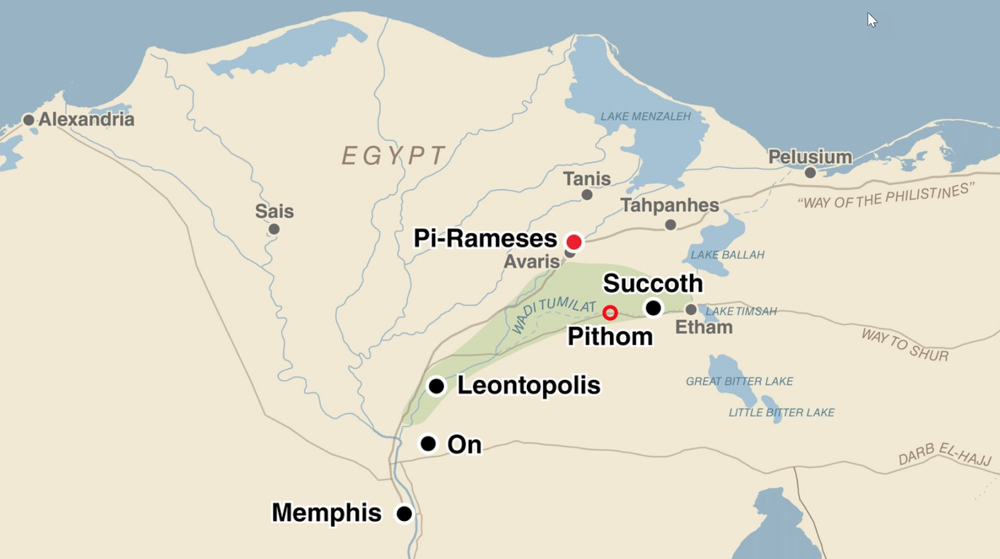 LAKE MENZALEH
Alexandria
EGYPT
Pelusium
Tanis
"WAY OF THE PHILISTINES"
Tahpanhes
Sais
Pi-Rameses
Avaris
LAKE BALLAH
Succoth
WADI TUMILAT
LAKE TIMSAH
Etham
Pithom
WAY TO SHUR
GREAT BITTER LAKE
Leontopolis
LITTLE BITTER LAKE
On
DARB EL-HAJJ
Memphis